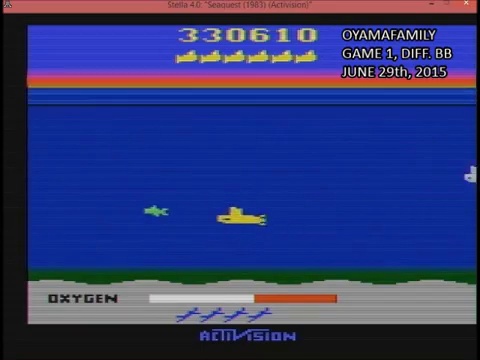 Stella 4.0: "Seaquest (1983) (Activision)"
330610
OYAMAFAMILY
GAME 1, DIFF. BB
JUNE 29th, 2015
OXYGEN
ACTIVISION